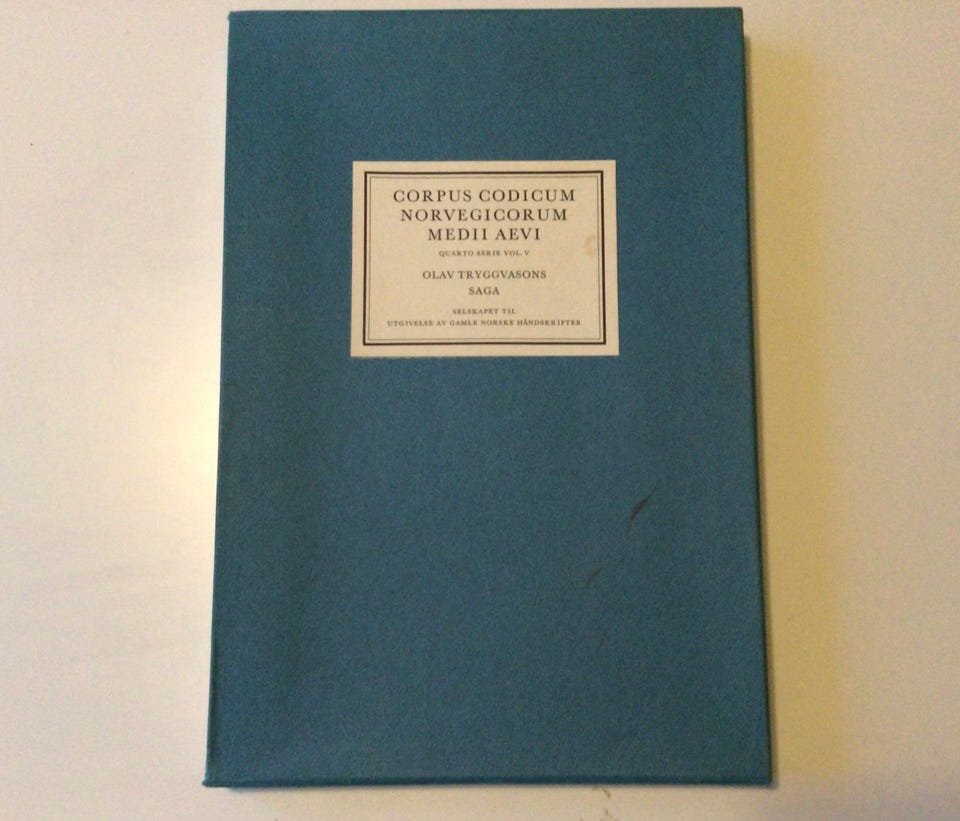 CORPUS CODICUM
NORVEGICORUM
MEDII AEVI
QUARTO SERIE VOL. V
OLAV TRYGGVASONS
SAGA
SELSKAPET TIL
UTGIVELSE AV GAMLE NORSKE HÅNDSKRIFTER